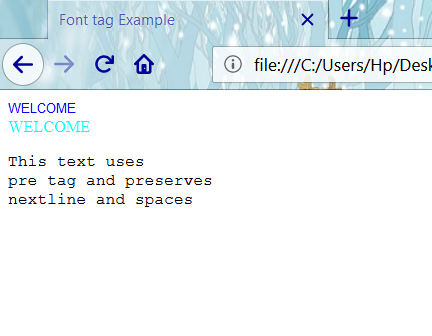 Font tag Example
file:///C:/Users/Hp/Desk
WELCOME
WELCOME
This text uses
pre tag and preserves
nextline and spaces